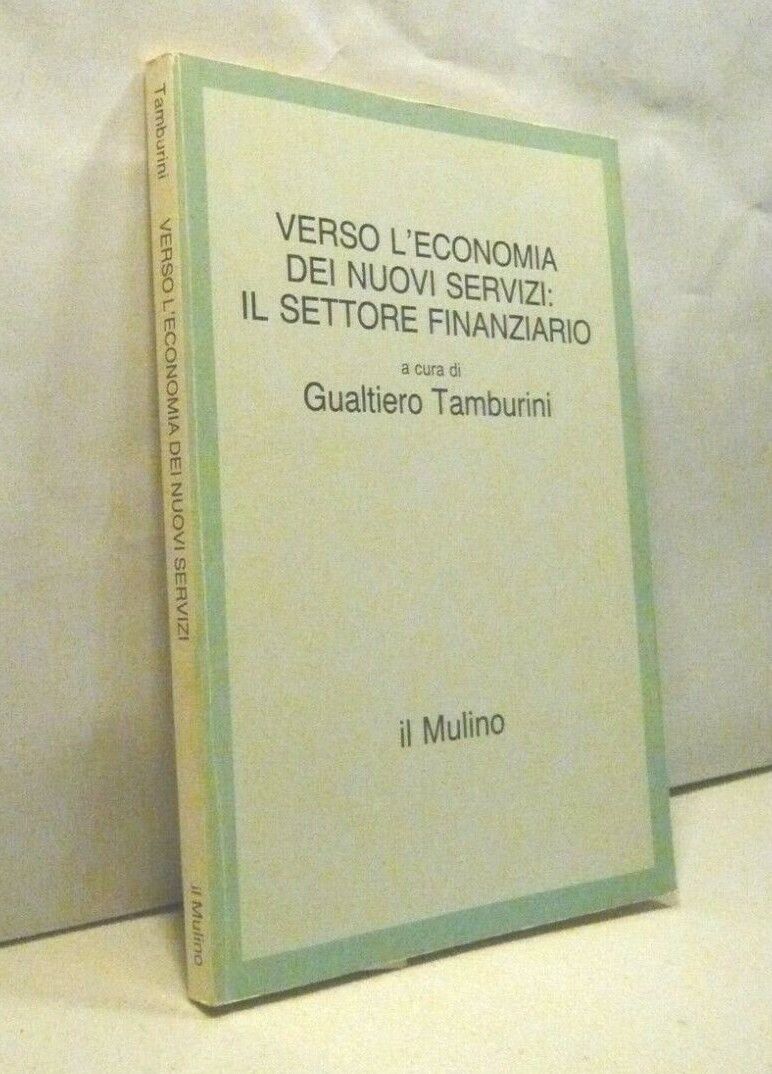 Tamburini VERSO L'ECONOMIA DEI NUOVI SERVIZI il Mulino
VERSO L'ECONOMIA
DEI NUOVI SERVIZI:
IL SETTORE FINANZIARIO
a cura di
Gualtiero Tamburini
il Mulino